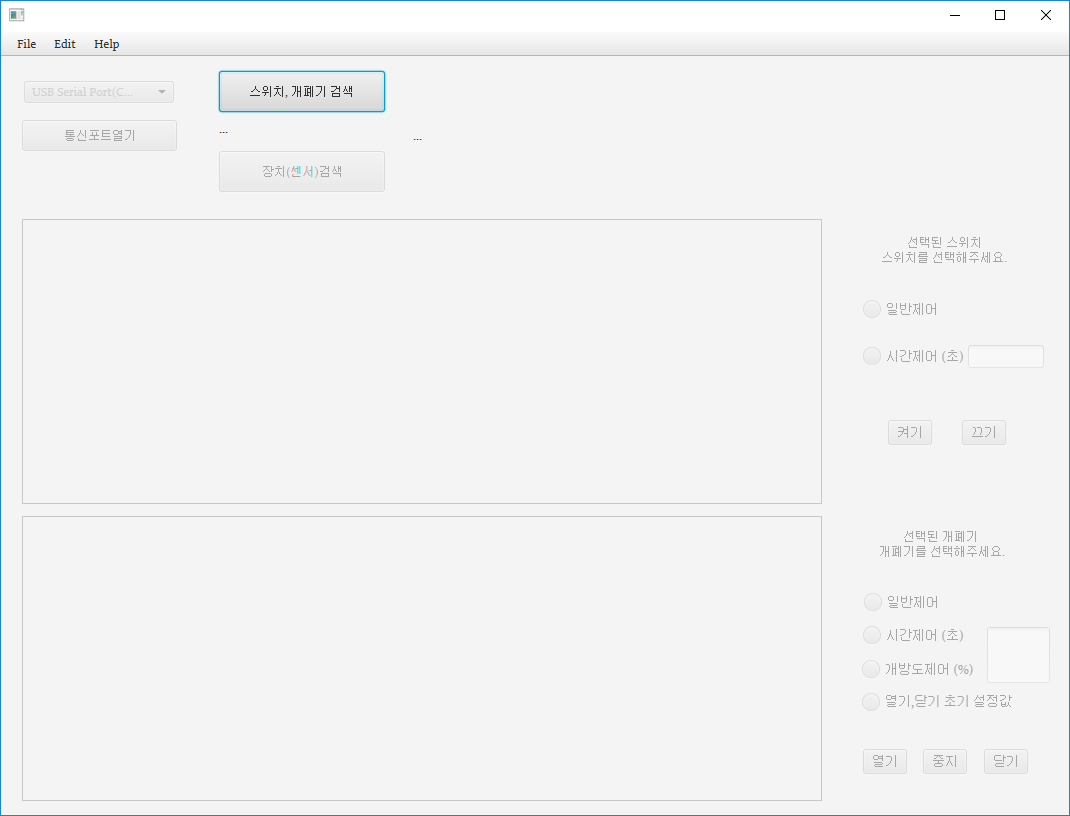 File Edit Help
USB Serial Port(C...
스위치, 개폐기 검색
통신포트열기
...
...
장치(센서)검색
선택된 스위치
스위치를 선택해주세요.
일반제어
시간제어 (초)
켜기 끄기
선택된 개폐기
개폐기를 선택해주세요.
일반제어
시간제어 (초)
개방도제어 (%)
열기,닫기 초기 설정값
열기 중지 닫기